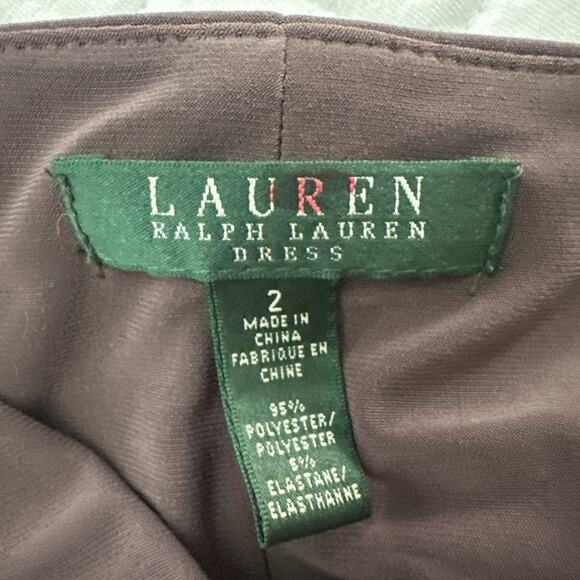 LAUREN
RALPH LAUREN
DRESS
2
MADE IN
CHINA
FABRIQUE EN
CHINE
95%
POLYESTER/
POLYESTER
5%
ELASTANE/
ELASTHANNE